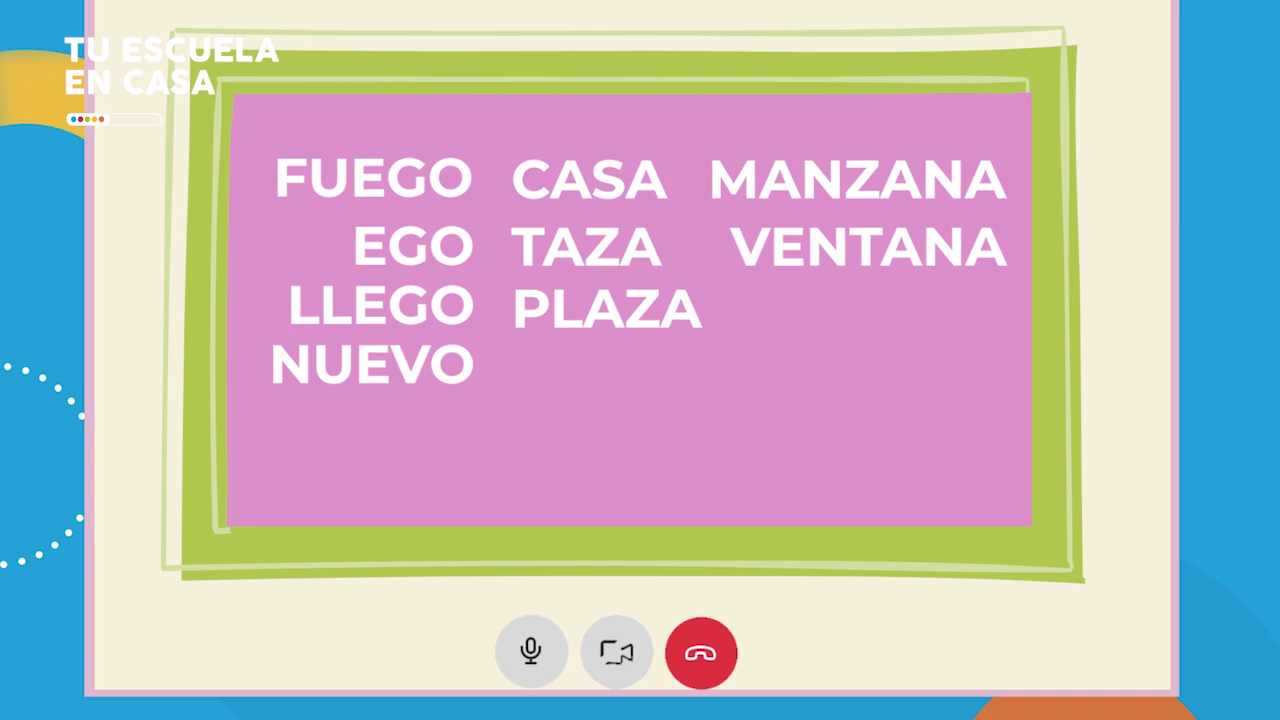 TU ESCUELA
EN CASA
FUEGO CASA MANZANA
EGO TAZA VENTANA
LLEGO PLAZA
NUEVO